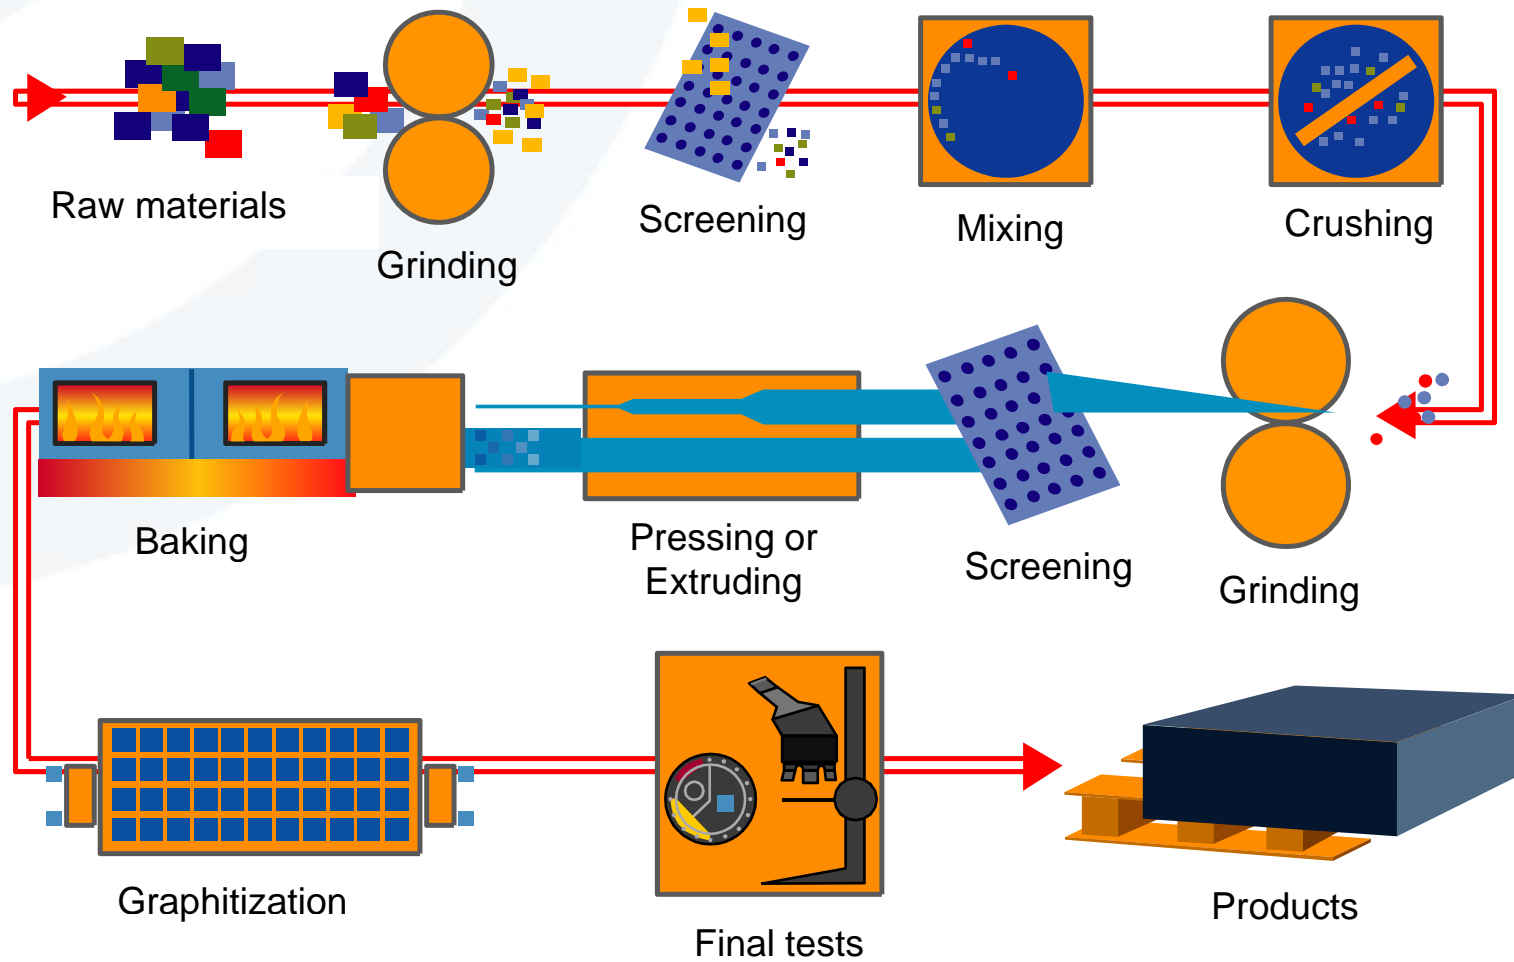 Raw materials
Grinding
Screening
Mixing
Crushing
Baking
Pressing or
Extruding
Screening
Grinding
Graphitization
Final tests
Products